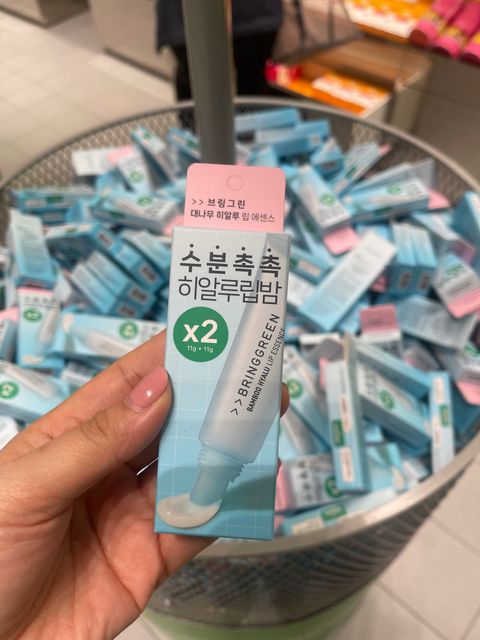 >> 브링그린
대나무 히알루 립 에센스
수분촉촉
히알루립밤
x2
11g + 11g
>> BRINGGREEN
BAMBOO HYALU LIP ESSENCE